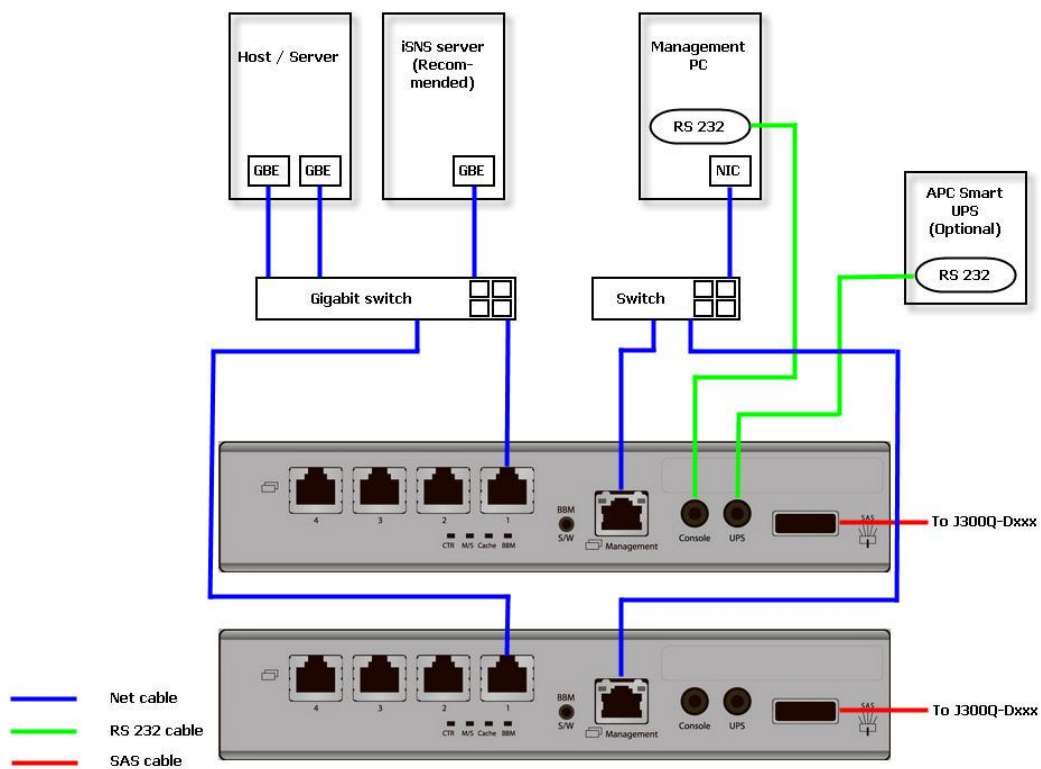 Host / Server
iSNS server
(Recom-
mended)
Management
PC
RS 232
GBE
GBE
GBE
NIC
APC Smart
UPS
(Optional)
RS 232
Gigabit switch
Switch
4
3
2
1
CTR M/S Cache BBM
BBM
S/W
Management
Console
UPS
SAS
To J300Q-Dxxx
4
3
2
1
CTR M/S Cache BBM
BBM
S/W
Management
Console
UPS
SAS
To J300Q-Dxxx
Net cable
RS 232 cable
SAS cable